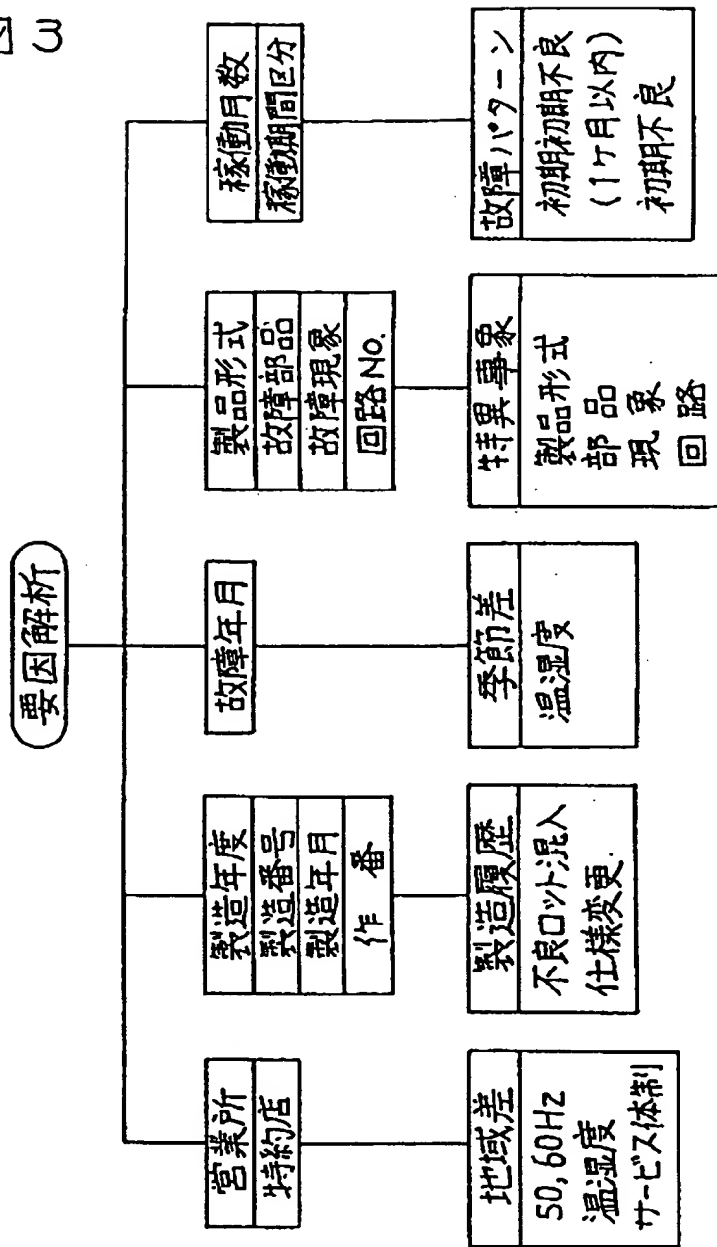 図3
要因解析
営業所
特約店
地域差
50,60Hz
温湿度
サービス体制
製造年度
製造番号
製造年月
作 番
製造履歴
不良ロット混入
仕様変更
故障年月
季節差
温湿度
製品形式
故障部品
故障現象
回路No.
特異事象
製品形式
部品
現象
回路
稼働月数
稼働期間区分
故障パターン
初期初期不良
(1ヶ月以内)
初期不良